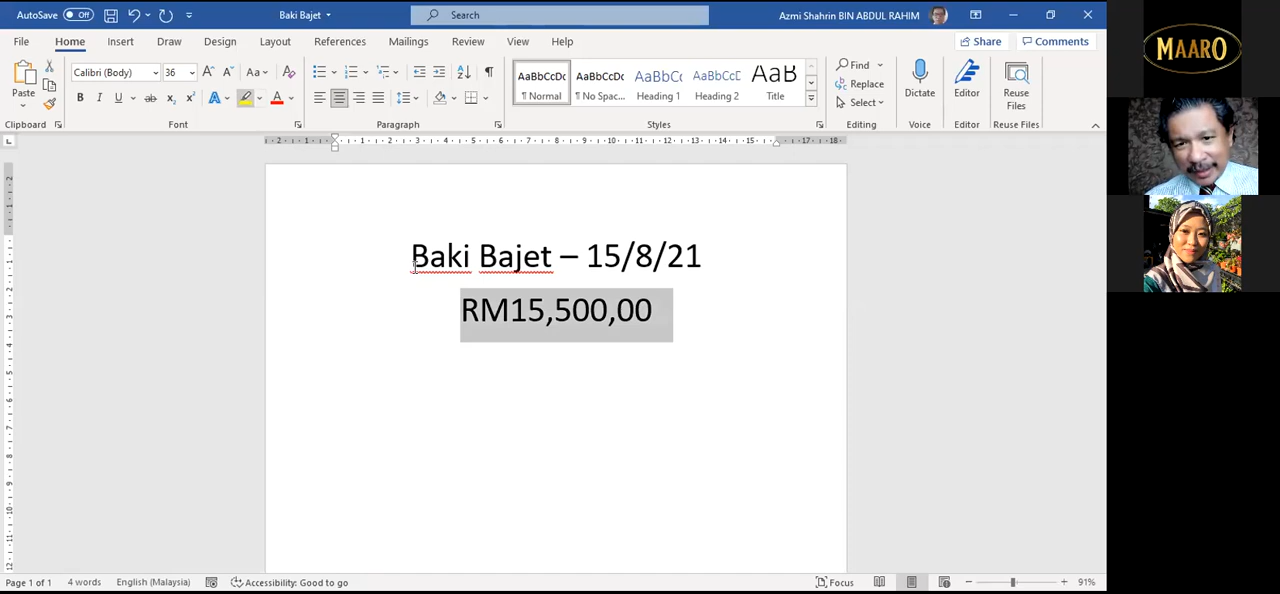 AutoSave Off Baki Bajet Search Azmi Shahrin BIN ABDUL RAHIM
File Home Insert Draw Design Layout References Mailings Review View Help Share Comments
Paste Calibri (Body) 36 Aa AaBbCcDc AaBbCcDc AaBbCc AaBbCcD AaB Find Replace Select Dictate Editor Reuse Files
¶ Normal ¶ No Spac... Heading 1 Heading 2 Title
Clipboard Font Paragraph Styles Editing Voice Editor Reuse Files
MAARO
Baki Bajet – 15/8/21
RM15,500,00
Page 1 of 1 4 words English (Malaysia) Accessibility: Good to go Focus 91%